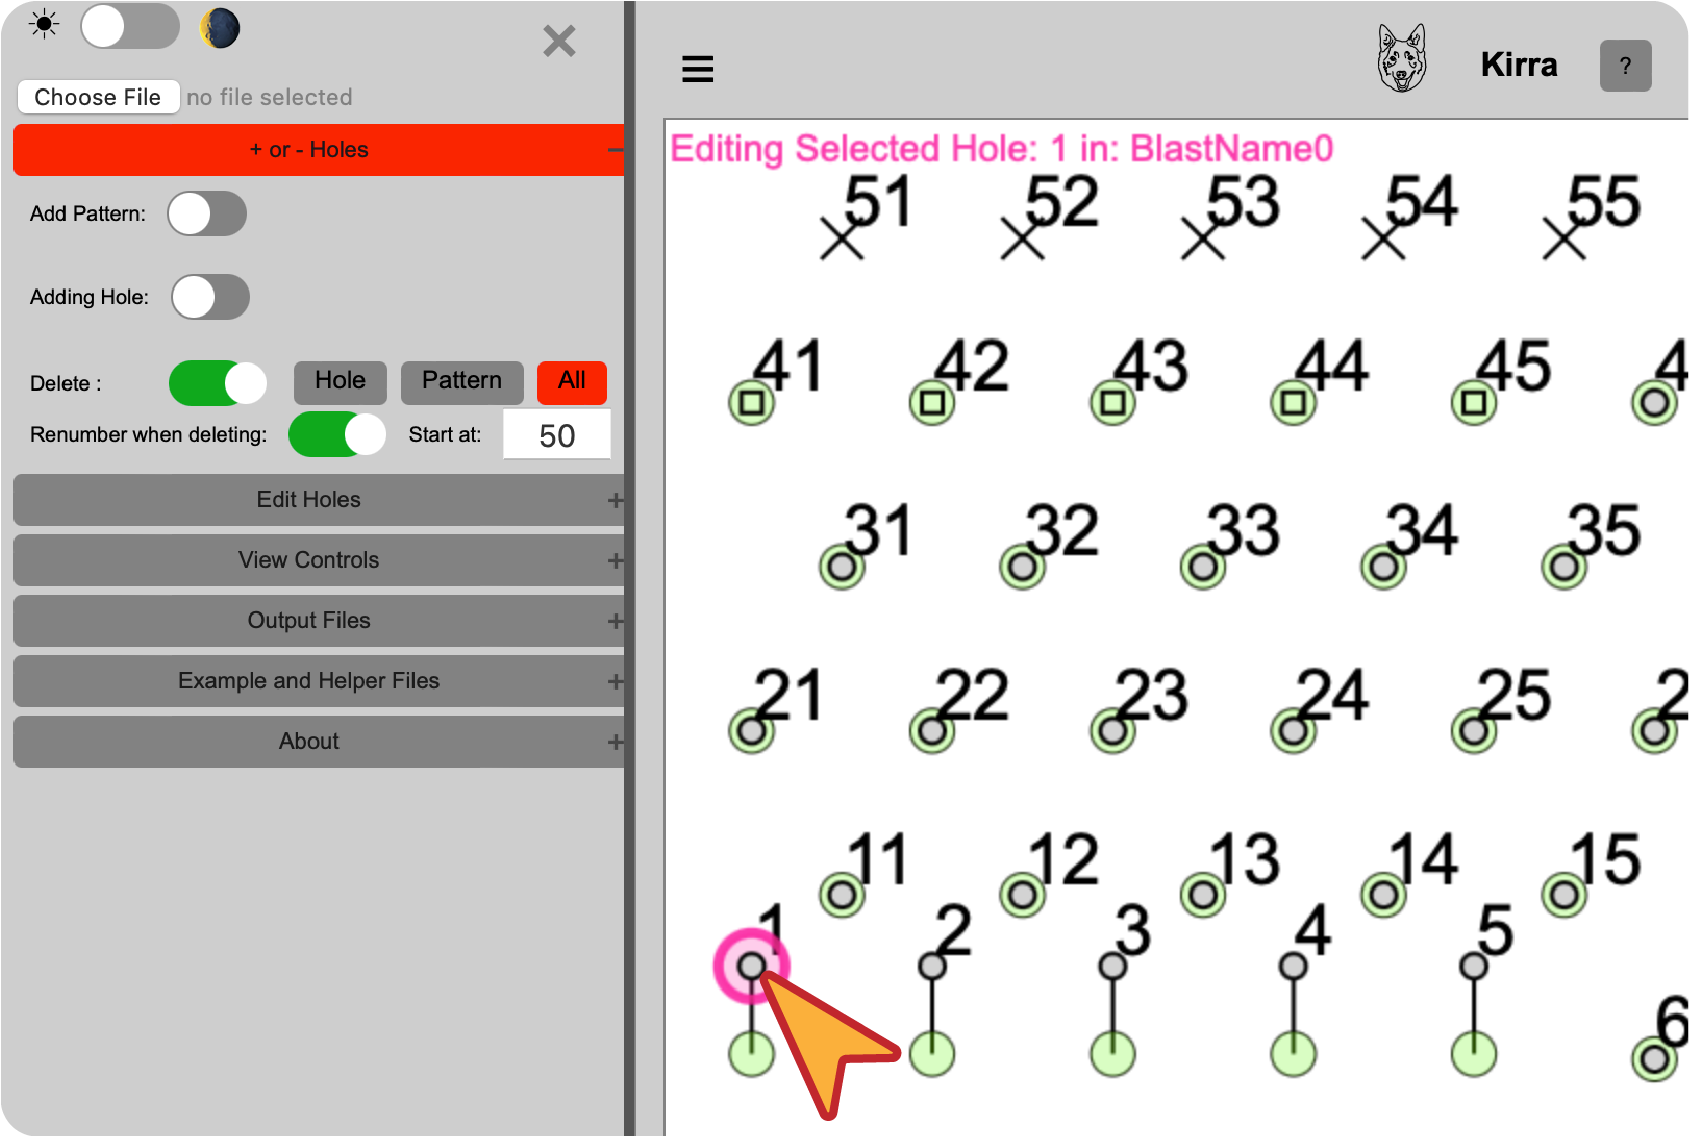 Choose File no file selected
+ or - Holes −
Add Pattern:
Adding Hole:
Delete : Hole Pattern All
Renumber when deleting: Start at: 50
Edit Holes +
View Controls +
Output Files +
Example and Helper Files +
About +
Kirra ?
Editing Selected Hole: 1 in: BlastName0
51 52 53 54 55
41 42 43 44 45 4
31 32 33 34 35
21 22 23 24 25 2
11 12 13 14 15
1 2 3 4 5
6